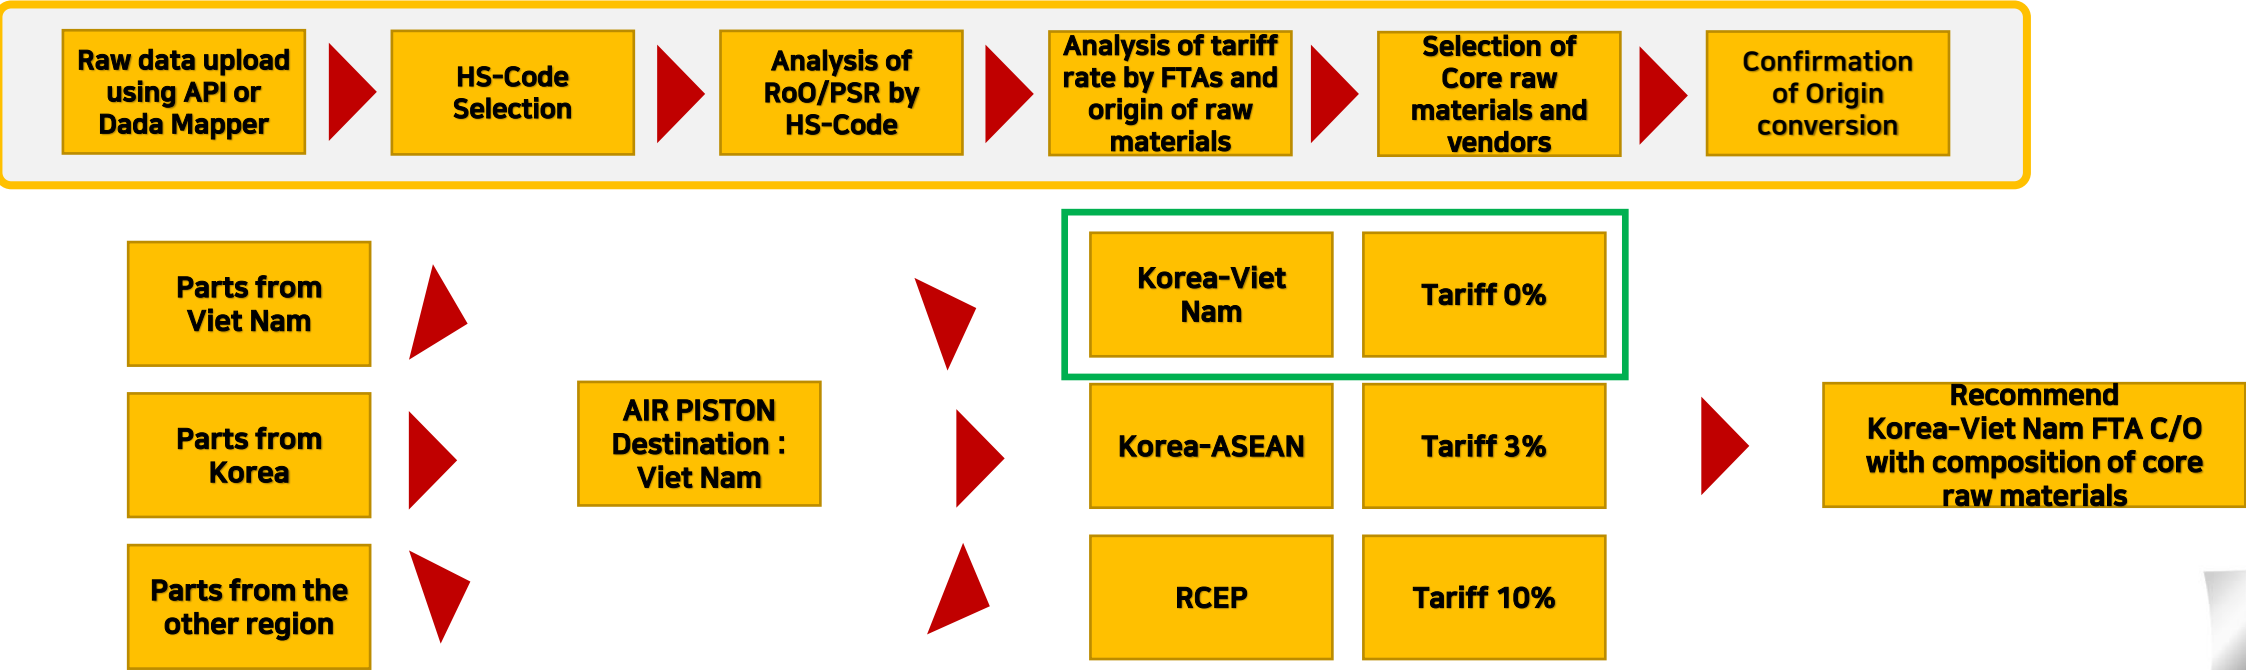 Raw data upload
using API or
Dada Mapper
HS-Code
Selection
Analysis of
RoO/PSR by
HS-Code
Analysis of tariff
rate by FTAs and
origin of raw
materials
Selection of
Core raw
materials and
vendors
Confirmation
of Origin
conversion
Parts from
Viet Nam
Parts from
Korea
Parts from the
other region
AIR PISTON
Destination :
Viet Nam
Korea-Viet
Nam
Tariff 0%
Korea-ASEAN
Tariff 3%
RCEP
Tariff 10%
Recommend
Korea-Viet Nam FTA C/O
with composition of core
raw materials